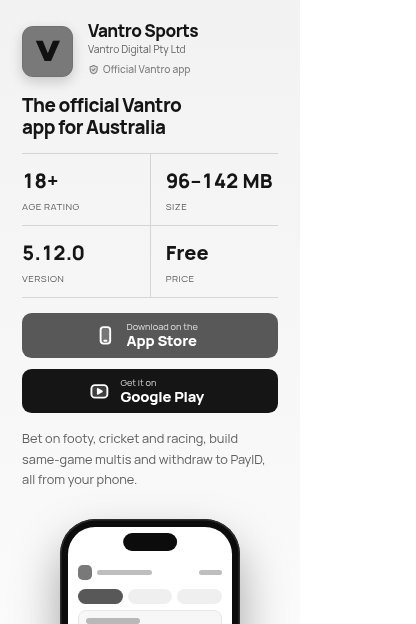 V
Vantro Sports
Vantro Digital Pty Ltd
Official Vantro app
The official Vantro
app for Australia
18+
AGE RATING
96–142 MB
SIZE
5.12.0
VERSION
Free
PRICE
Download on the
App Store
Get it on
Google Play
Bet on footy, cricket and racing, build
same-game multis and withdraw to PayID,
all from your phone.